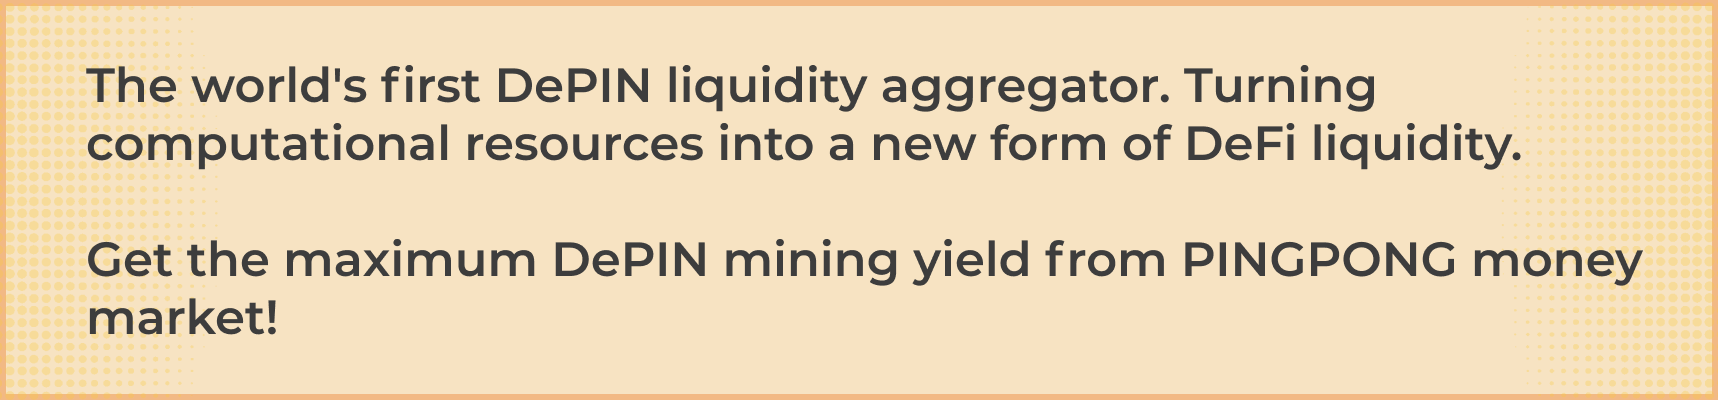 The world's first DePIN liquidity aggregator. Turning
computational resources into a new form of DeFi liquidity.
Get the maximum DePIN mining yield from PINGPONG money
market!